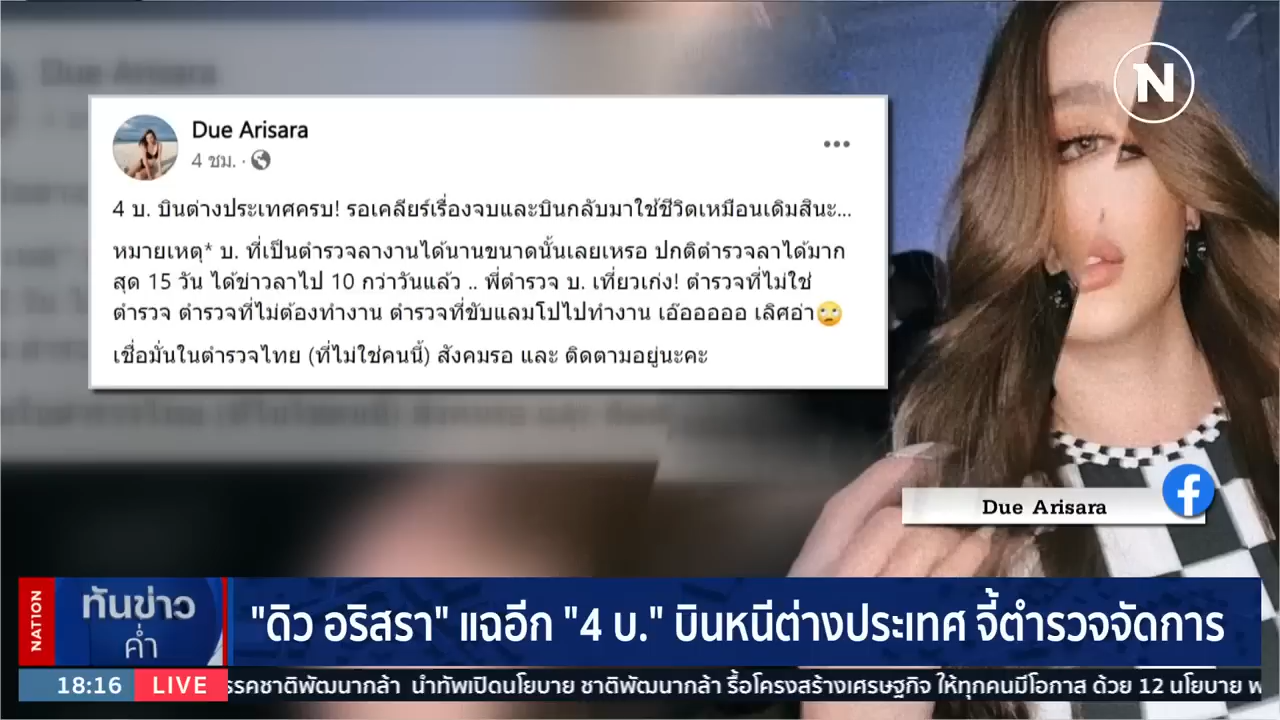 N
Due Arisara
4 ชม. ·
4 บ. บินต่างประเทศครบ! รอเคลียร์เรื่องจบและบินกลับมาใช้ชีวิตเหมือนเดิมสินะ...
หมายเหตุ* บ. ที่เป็นตำรวจลางานได้นานขนาดนั้นเลยเหรอ ปกติตำรวจลาได้มาก
สุด 15 วัน ได้ข่าวลาไป 10 กว่าวันแล้ว .. พี่ตำรวจ บ. เที่ยวเก่ง! ตำรวจที่ไม่ใช่
ตำรวจ ตำรวจที่ไม่ต้องทำงาน ตำรวจที่ขับแลมโปไปทำงาน เอ๊อออออ เลิศอ่า🙄
เชื่อมั่นในตำรวจไทย (ที่ไม่ใช่คนนี้) สังคมรอ และ ติดตามอยู่นะคะ
Due Arisara
NATION
ทันข่าว
ค่ำ
"ดิว อริสรา" แฉอีก "4 บ." บินหนีต่างประเทศ จี้ตำรวจจัดการ
18:16 LIVE
รรคชาติพัฒนากล้า นำทัพเปิดนโยบาย ชาติพัฒนากล้า รื้อโครงสร้างเศรษฐกิจ ให้ทุกคนมีโอกาส ด้วย 12 นโยบาย